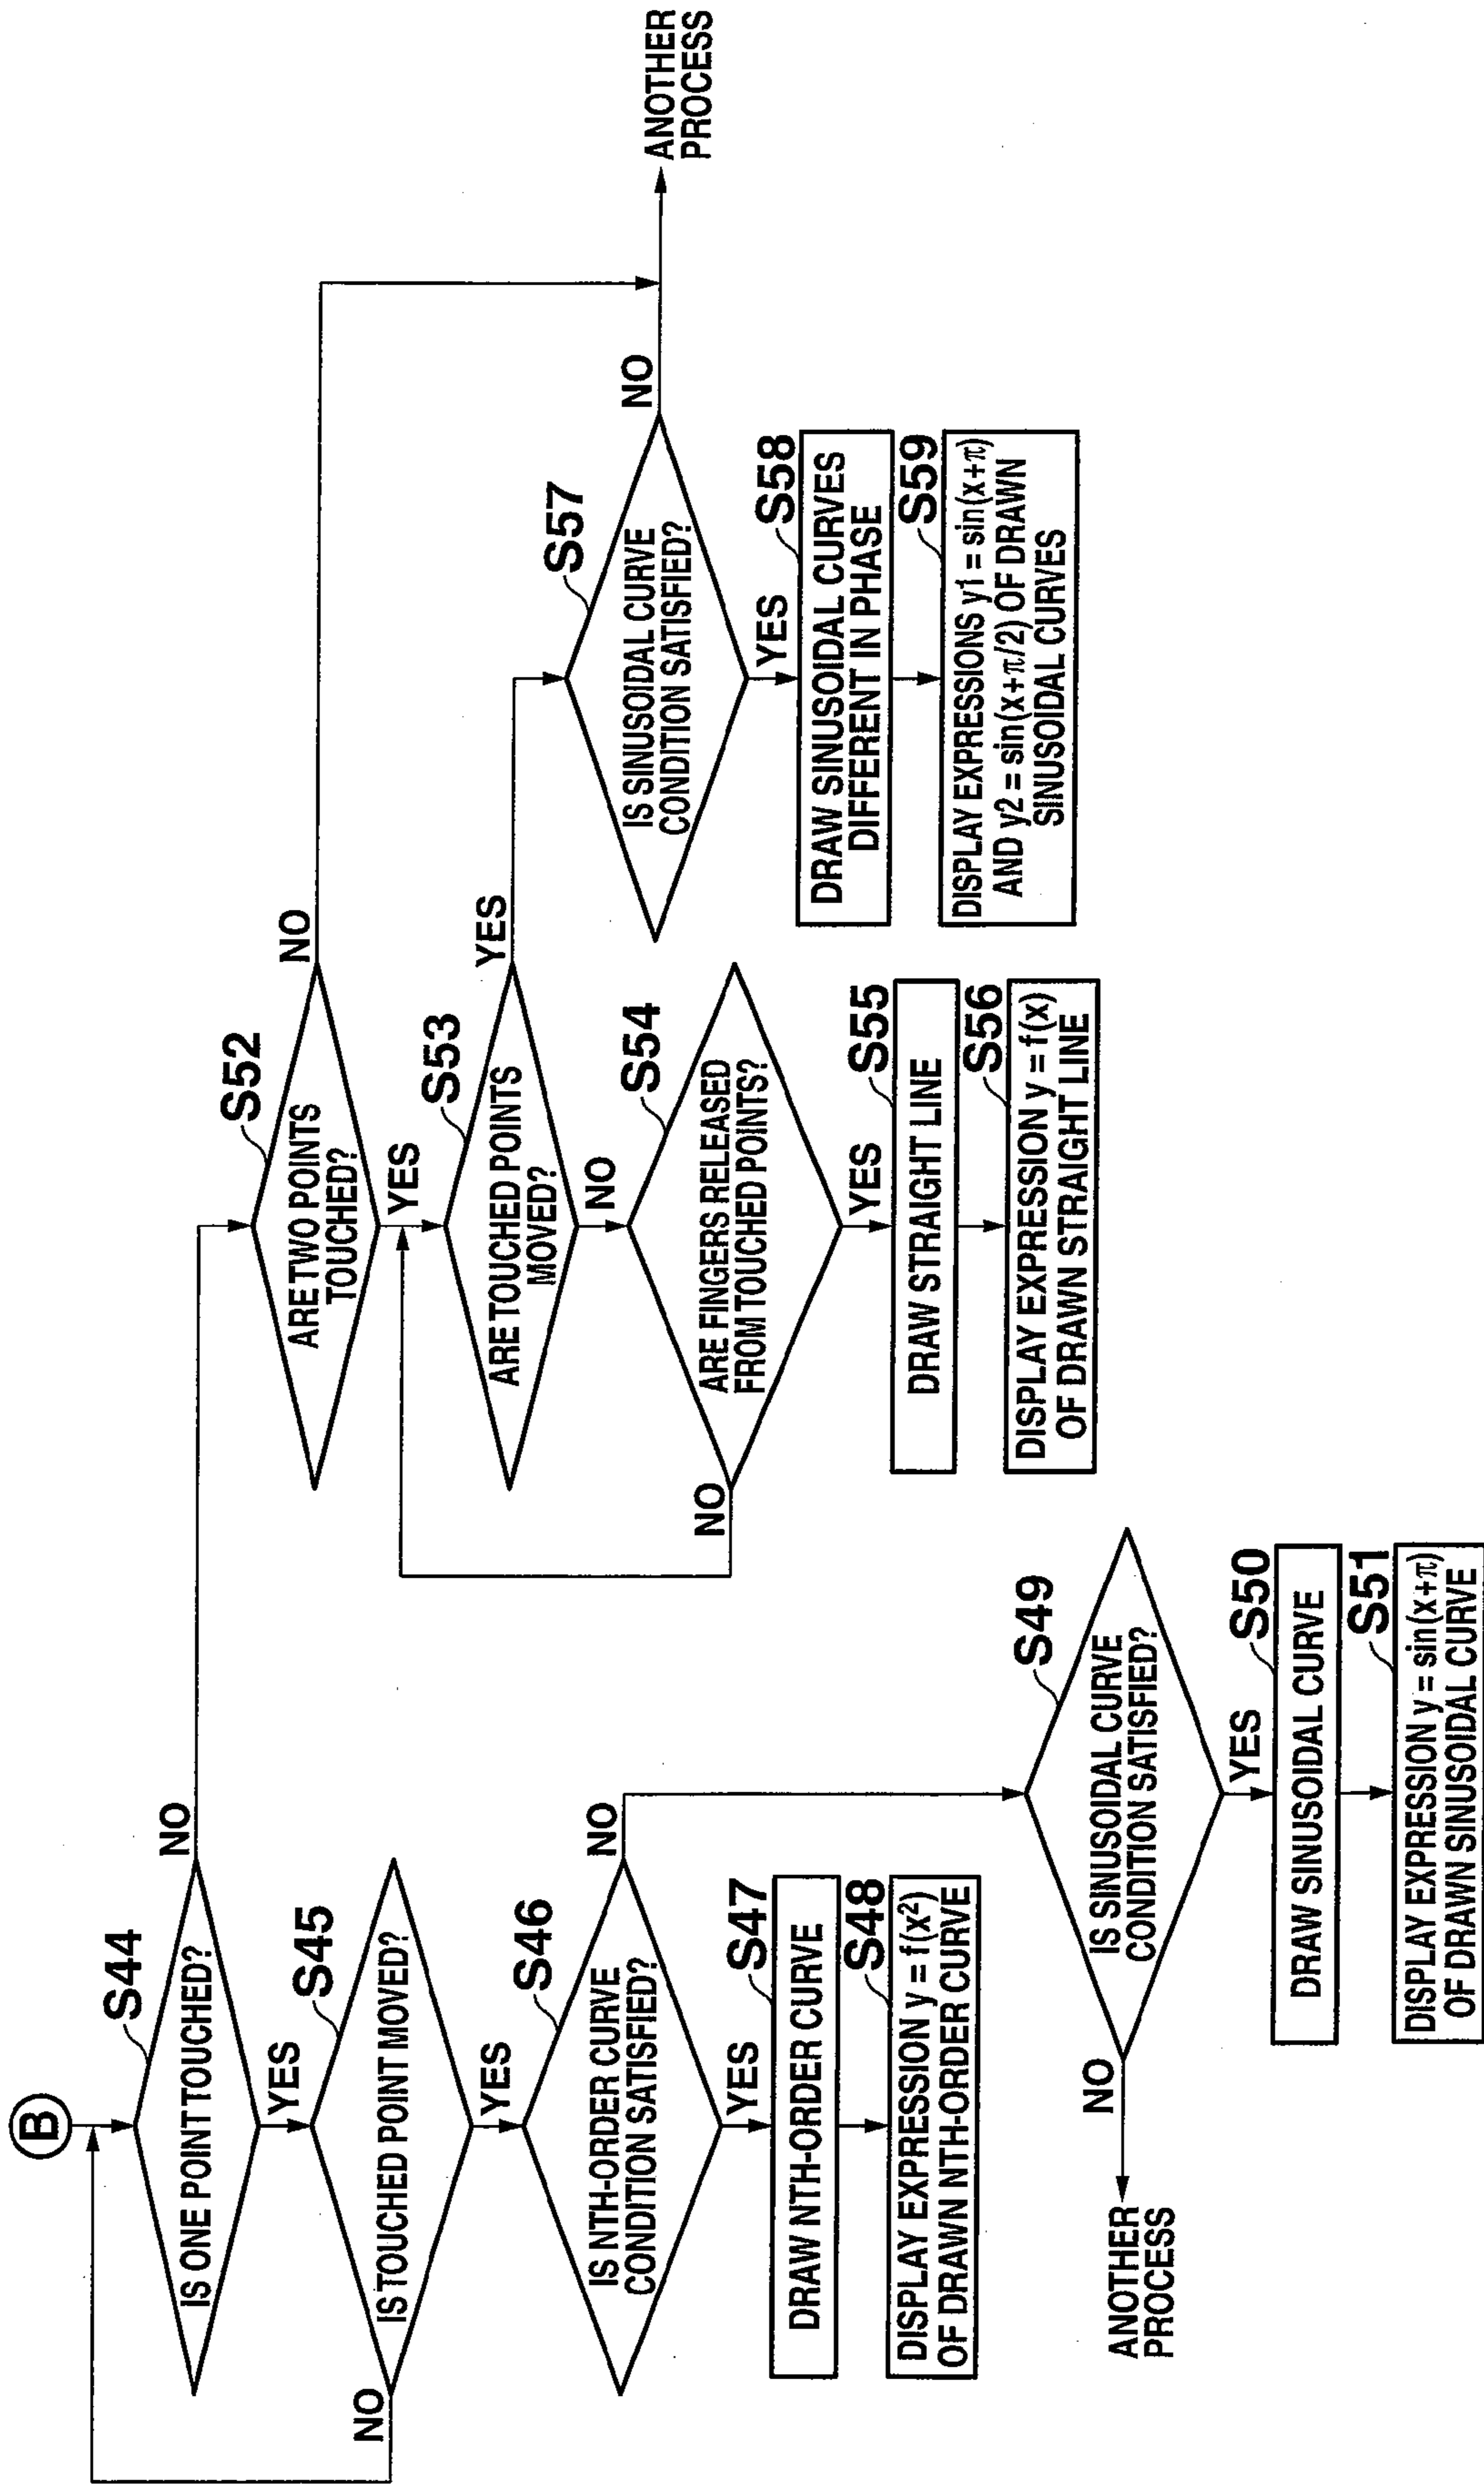 B
S44
IS ONE POINT TOUCHED?
NO
YES
S45
IS TOUCHED POINT MOVED?
NO
YES
S46
IS NTH-ORDER CURVE
CONDITION SATISFIED?
NO
YES
S47
DRAW NTH-ORDER CURVE
S48
DISPLAY EXPRESSION y = f(x²)
OF DRAWN NTH-ORDER CURVE
S49
IS SINUSOIDAL CURVE
CONDITION SATISFIED?
NO
ANOTHER
PROCESS
YES
S50
DRAW SINUSOIDAL CURVE
S51
DISPLAY EXPRESSION y = sin(x+π)
OF DRAWN SINUSOIDAL CURVE
S52
ARE TWO POINTS
TOUCHED?
NO
YES
S53
ARE TOUCHED POINTS
MOVED?
YES
NO
S54
ARE FINGERS RELEASED
FROM TOUCHED POINTS?
NO
YES
S55
DRAW STRAIGHT LINE
S56
DISPLAY EXPRESSION y = f(x)
OF DRAWN STRAIGHT LINE
S57
IS SINUSOIDAL CURVE
CONDITION SATISFIED?
NO
ANOTHER
PROCESS
YES
S58
DRAW SINUSOIDAL CURVES
DIFFERENT IN PHASE
S59
DISPLAY EXPRESSIONS y1 = sin(x+π)
AND y2 = sin(x+π/2) OF DRAWN
SINUSOIDAL CURVES